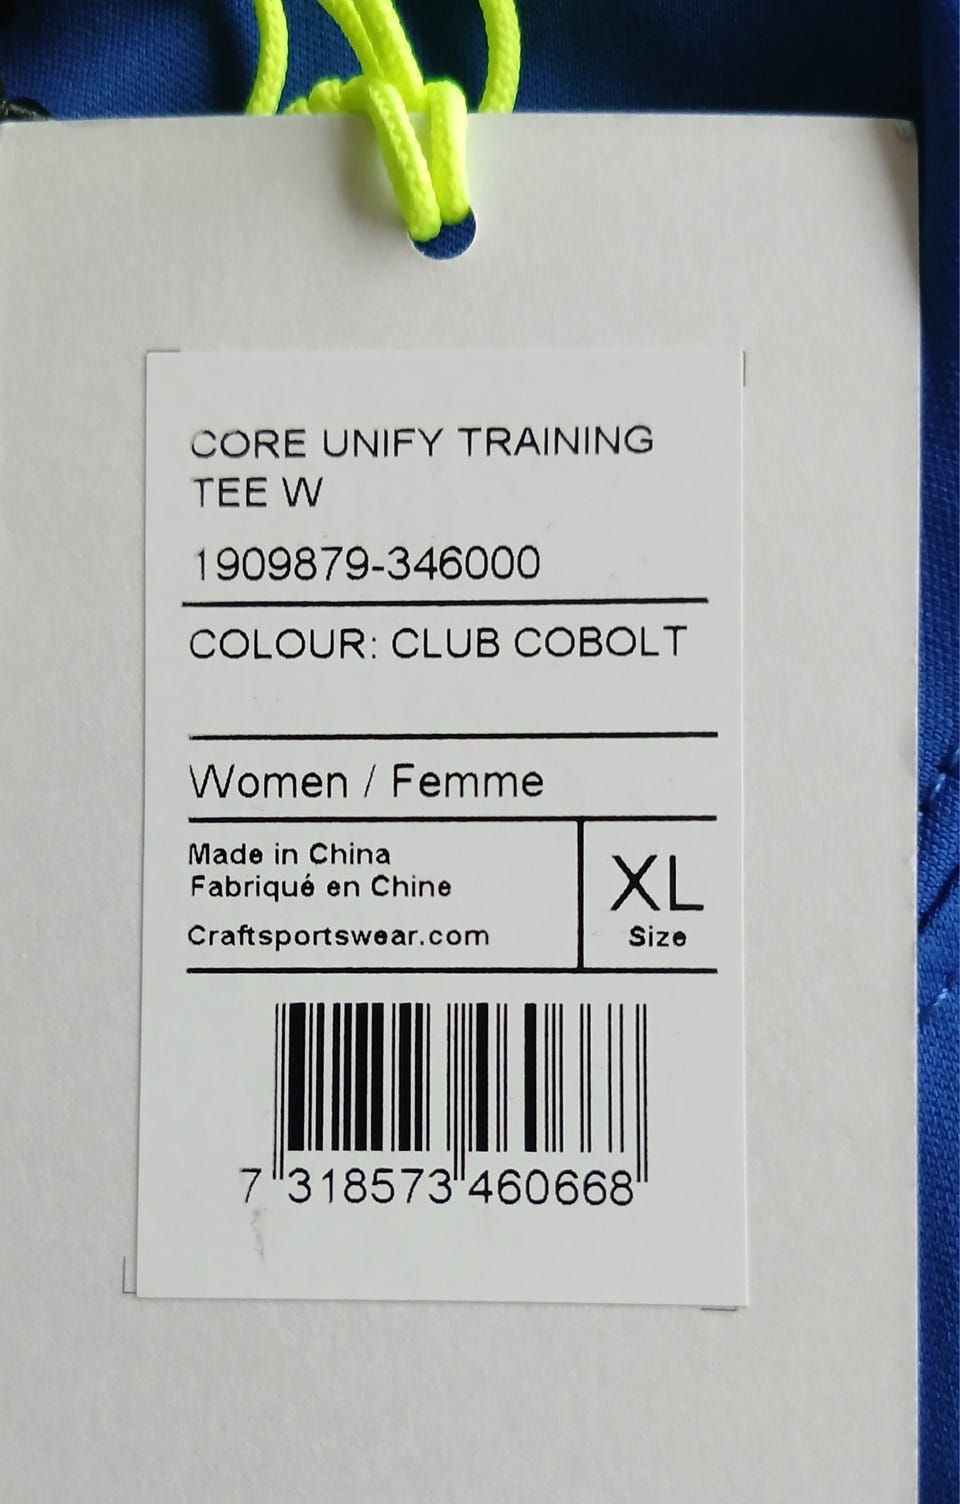 CORE UNIFY TRAINING
TEE W
1909879-346000
COLOUR: CLUB COBOLT
Women / Femme
Made in China
Fabriqué en Chine
Craftsportswear.com
XL
Size
7 318573 460668